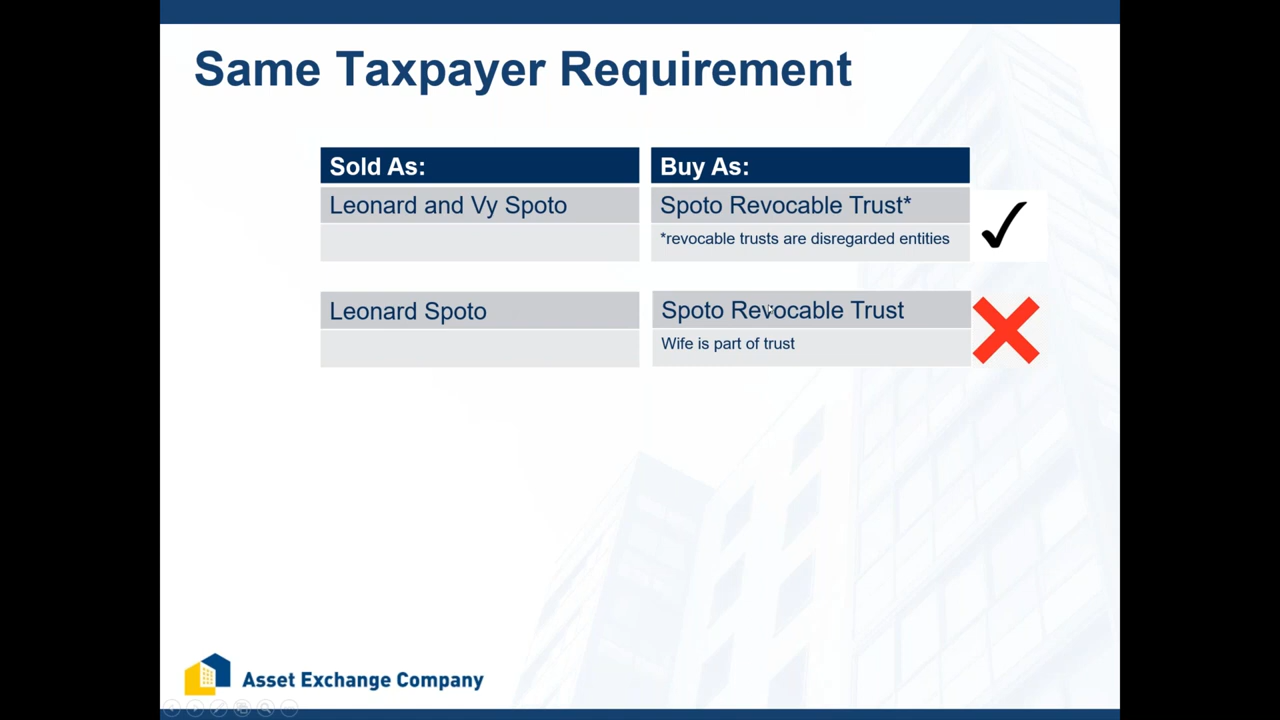 Same Taxpayer Requirement
Sold As:
Buy As:
Leonard and Vy Spoto
Spoto Revocable Trust*
*revocable trusts are disregarded entities
Leonard Spoto
Spoto Revocable Trust
Wife is part of trust
Asset Exchange Company